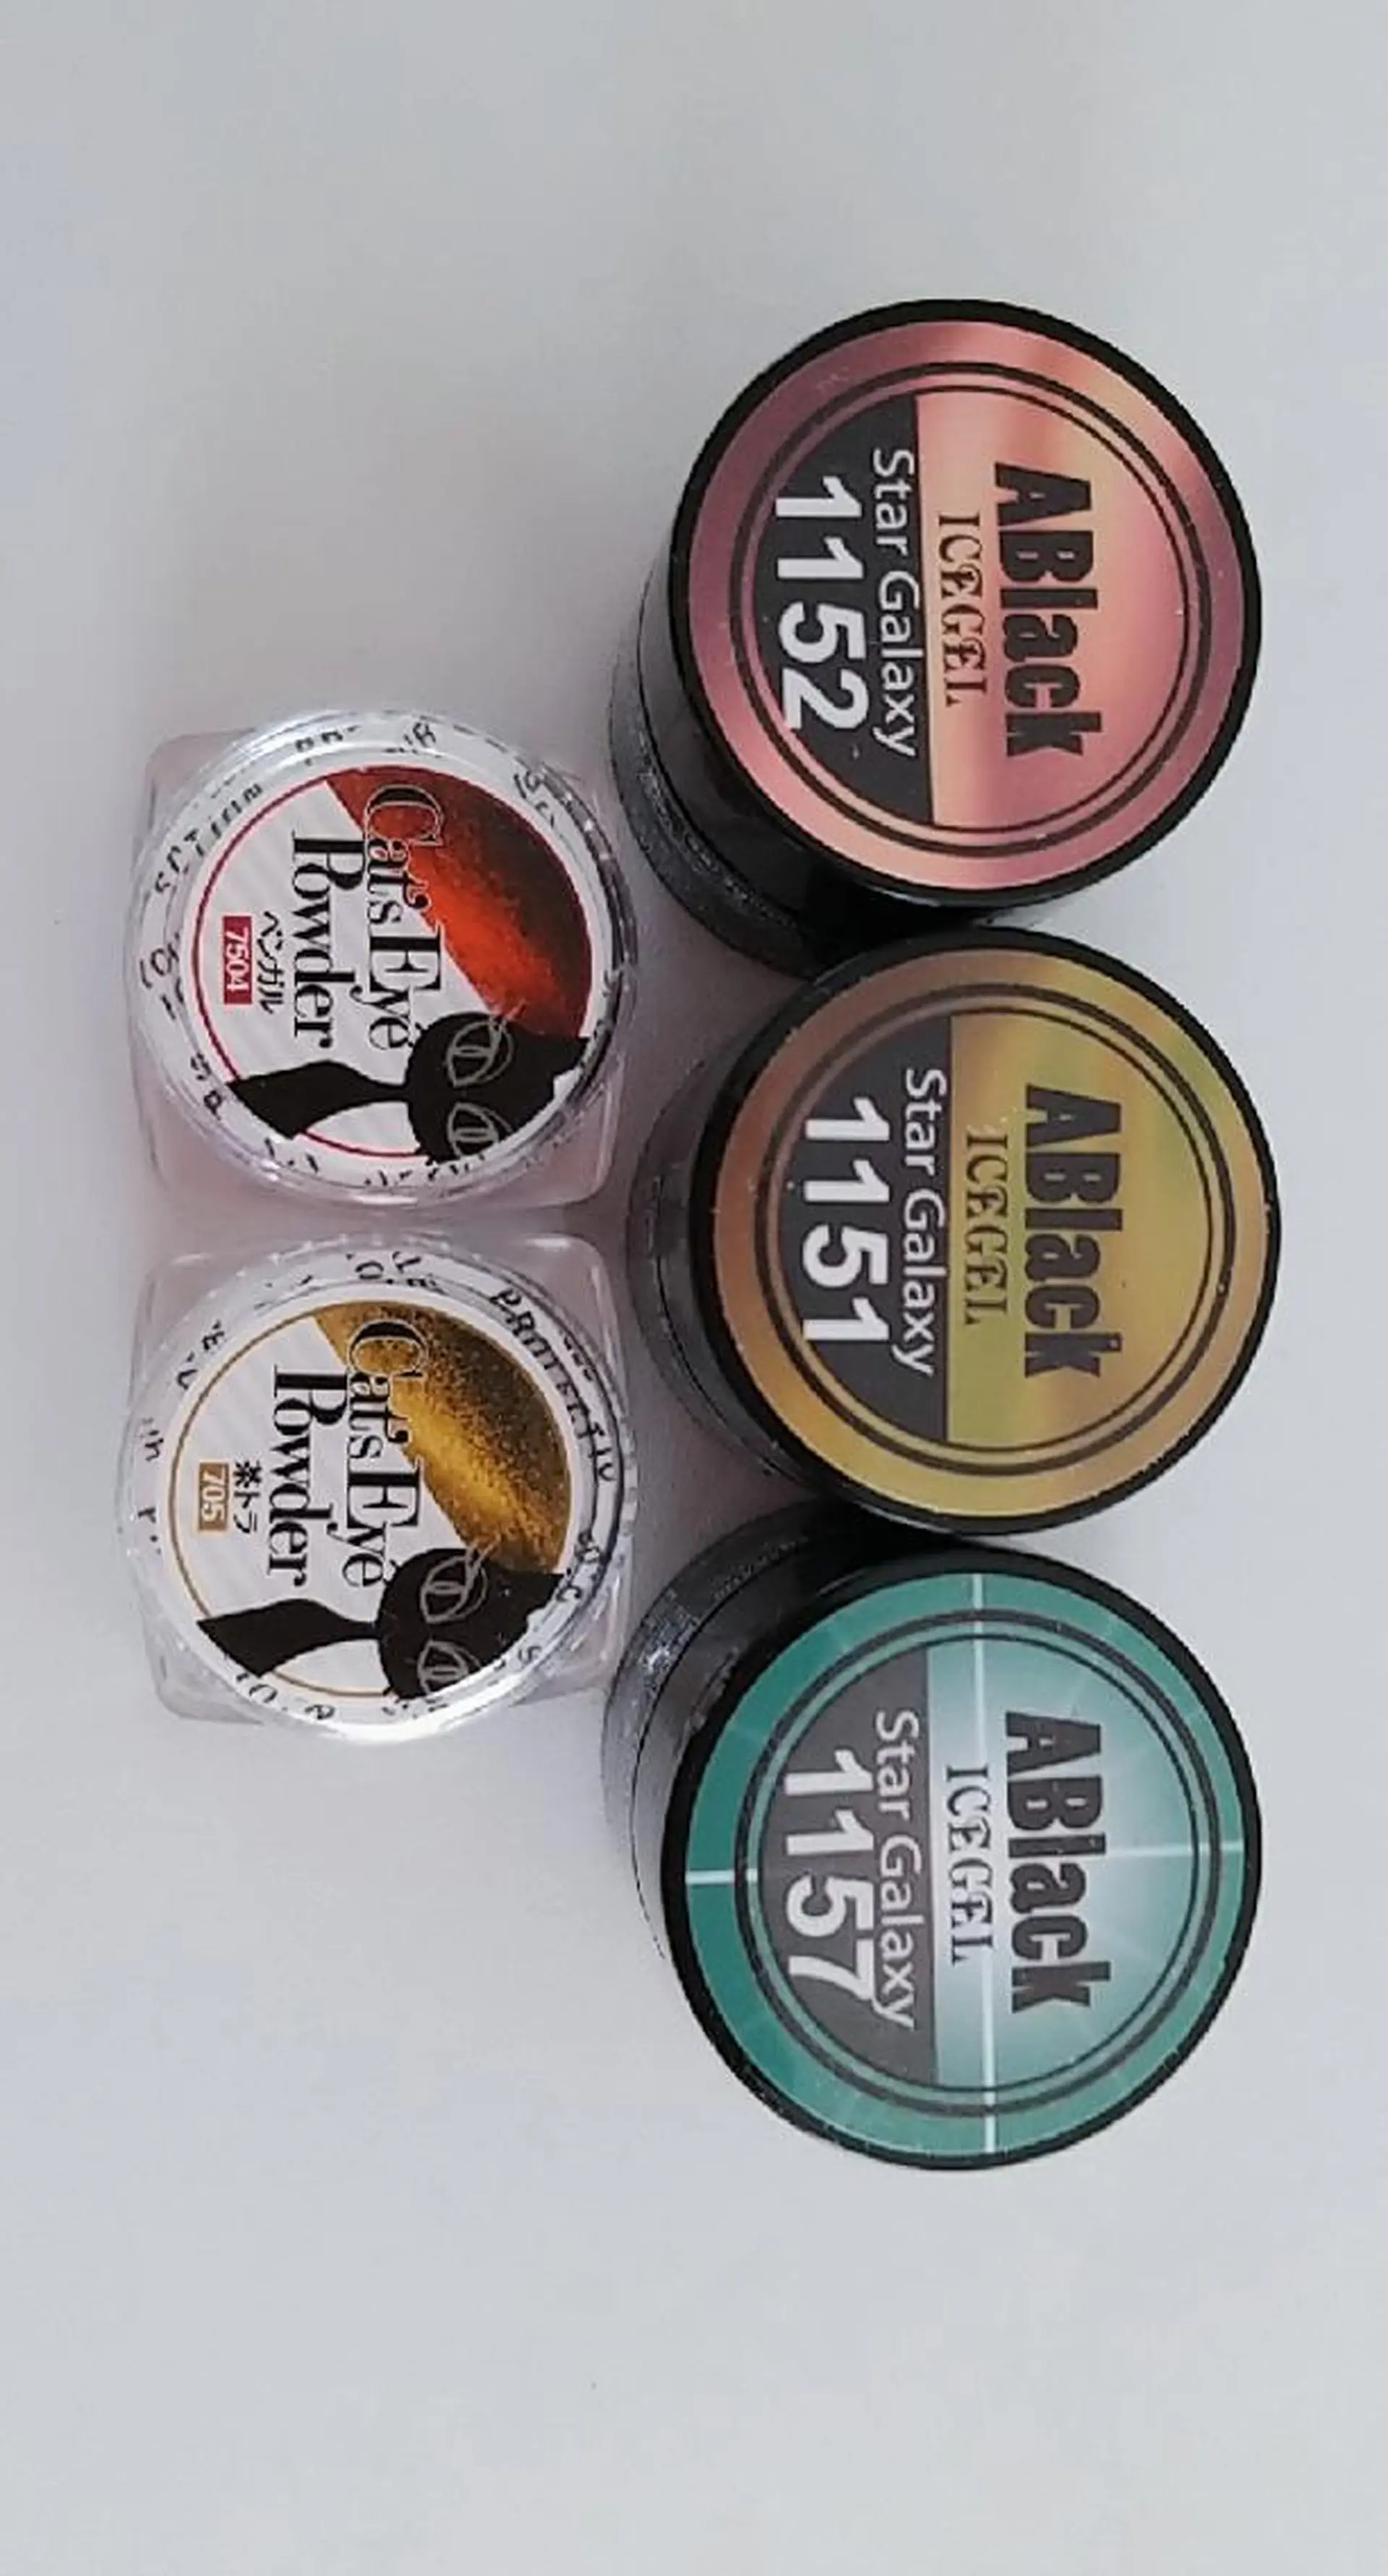 ABlack
ICEGEL
Star Galaxy
1152
ABlack
ICEGEL
Star Galaxy
1151
ABlack
ICEGEL
Star Galaxy
1157
Cat's Eye
Powder
ベンガル
7504
Cat's Eye
Powder
茶トラ
705